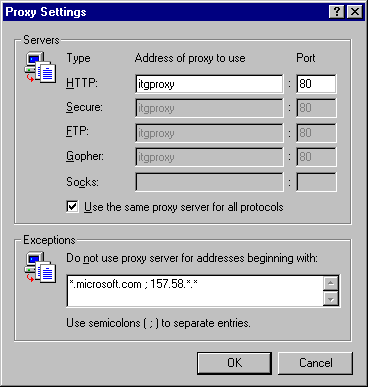 Proxy Settings
Servers
Type Address of proxy to use Port
HTTP: itgproxy : 80
Secure: itgproxy : 80
FTP: itgproxy : 80
Gopher: itgproxy : 80
Socks: :
Use the same proxy server for all protocols
Exceptions
Do not use proxy server for addresses beginning with:
*.microsoft.com ; 157.58.*.*
Use semicolons ( ; ) to separate entries.
OK Cancel